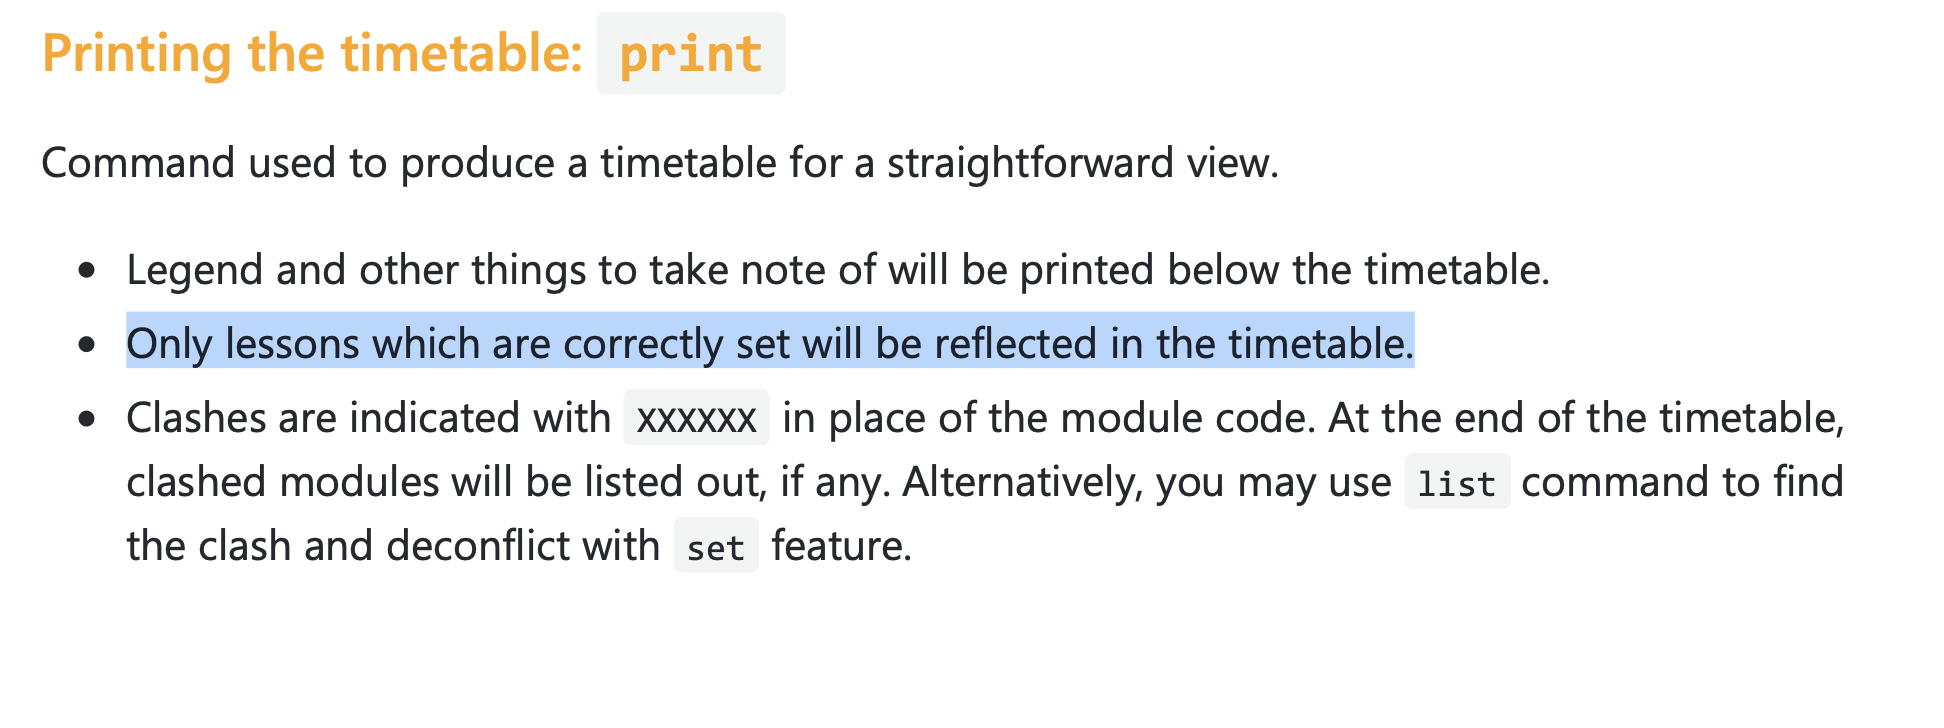 Printing the timetable: print
Command used to produce a timetable for a straightforward view.
• Legend and other things to take note of will be printed below the timetable.
• Only lessons which are correctly set will be reflected in the timetable.
• Clashes are indicated with XXXXXX in place of the module code. At the end of the timetable,
clashed modules will be listed out, if any. Alternatively, you may use list command to find
the clash and deconflict with set feature.